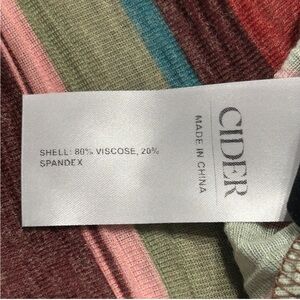 SHELL: 80% VISCOSE, 20%
SPANDEX
CIDER
MADE IN CHINA